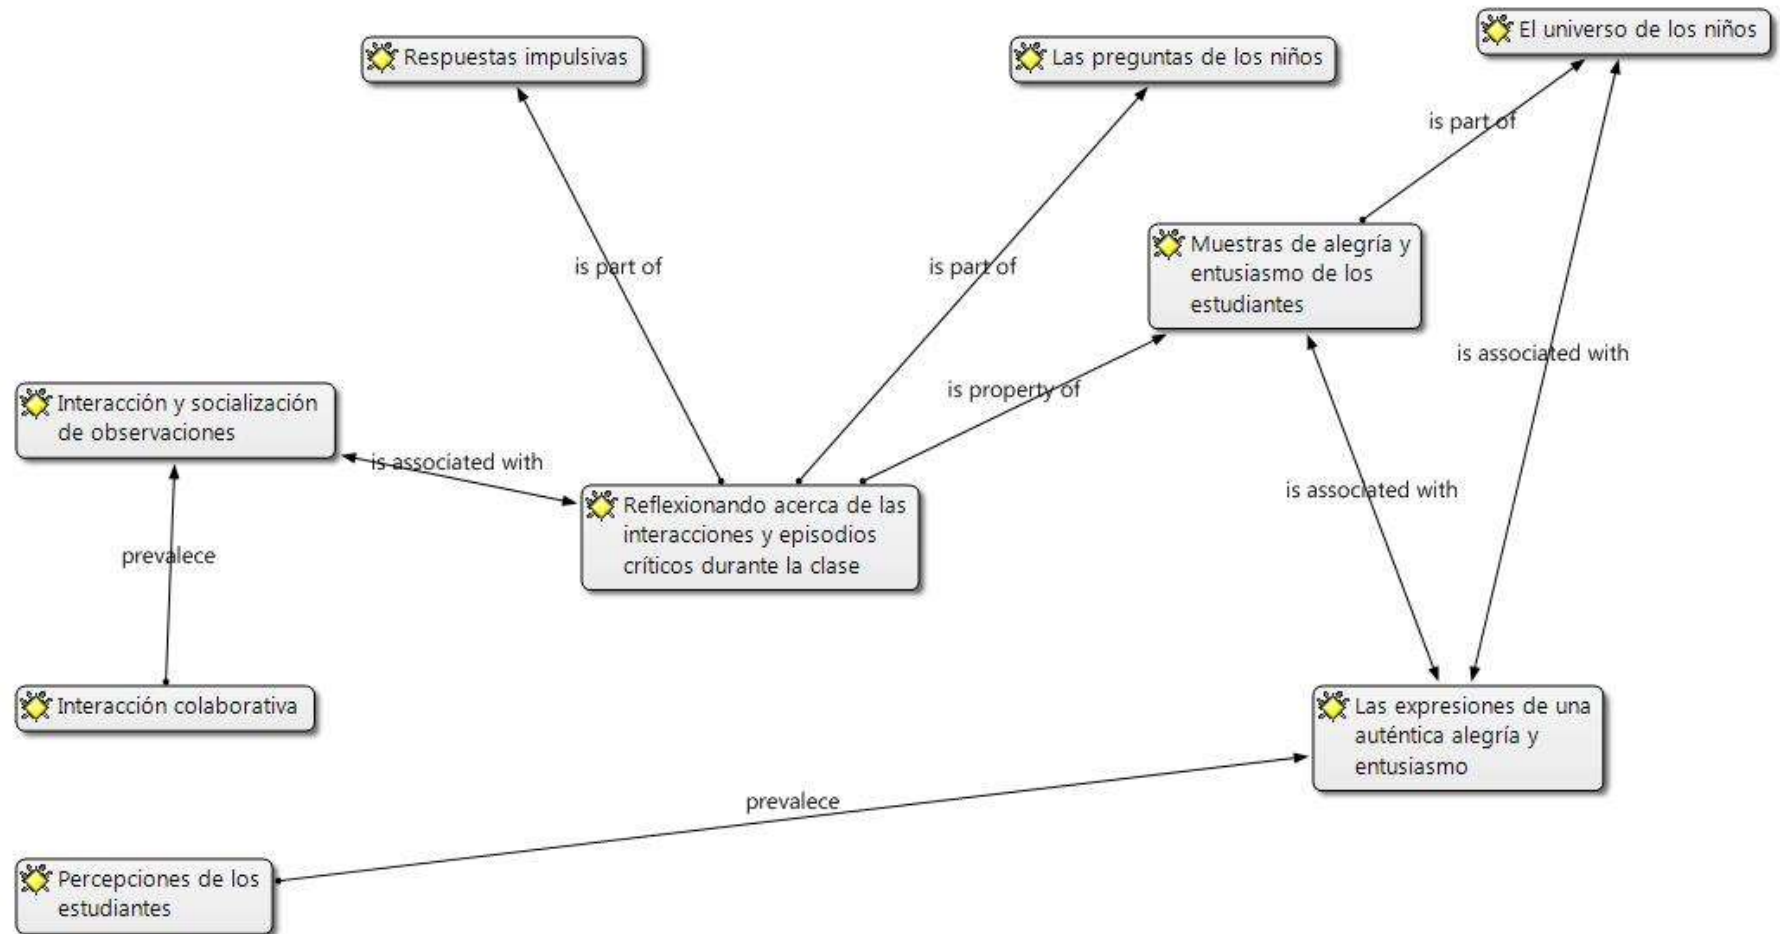 El universo de los niños
Respuestas impulsivas
Las preguntas de los niños
is part of
Muestras de alegría y
entusiasmo de los
estudiantes
is part of
is part of
is associated with
is property of
Interacción y socialización
de observaciones
is associated with
is associated with
Reflexionando acerca de las
interacciones y episodios
críticos durante la clase
prevalece
Interacción colaborativa
Las expresiones de una
auténtica alegría y
entusiasmo
prevalece
Percepciones de los
estudiantes